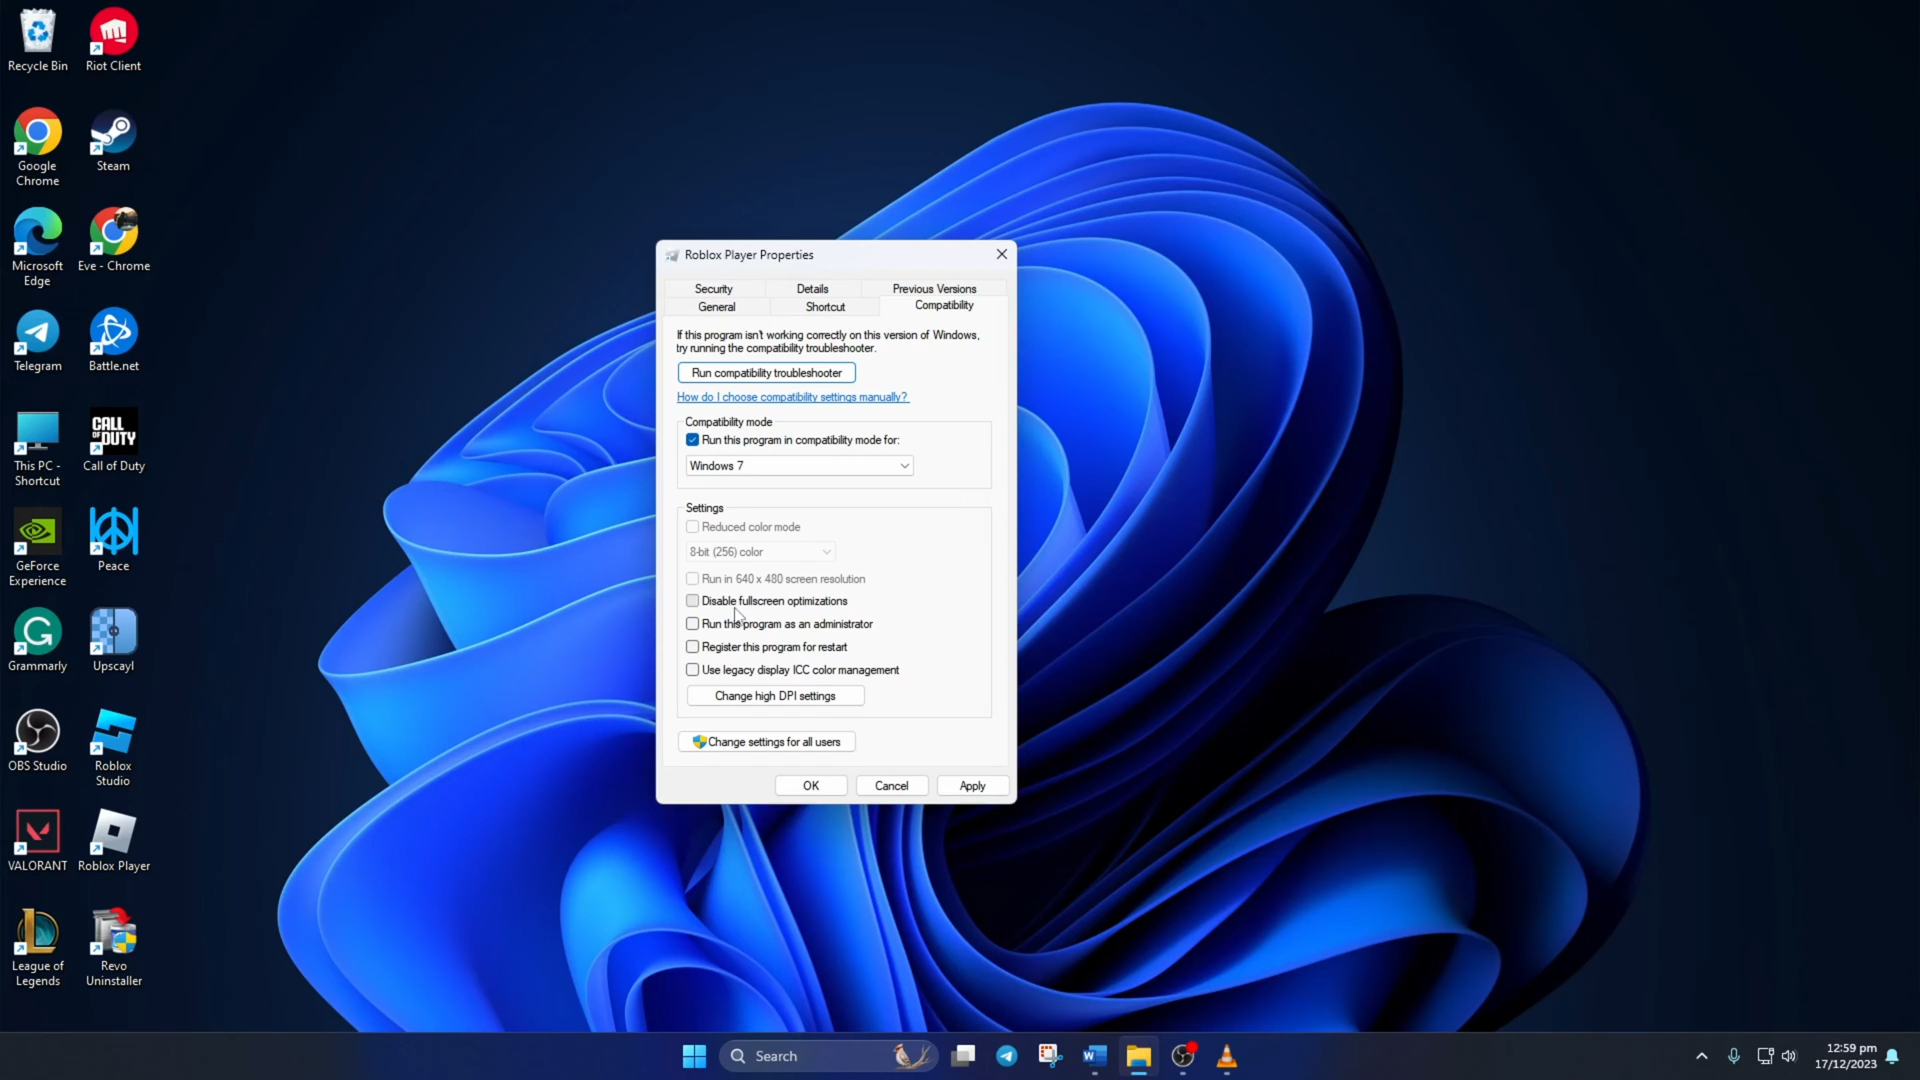 Recycle Bin
Riot Client
Google
Chrome
Steam
Microsoft
Edge
Eve - Chrome
Telegram
Battle.net
This PC -
Shortcut
CALL
OF DUTY
Call of Duty
GeForce
Experience
Peace
Grammarly
Upscayl
OBS Studio
Roblox
Studio
VALORANT
Roblox Player
League of
Legends
Revo
Uninstaller
Roblox Player Properties
Security
Details
Previous Versions
General
Shortcut
Compatibility
If this program isn't working correctly on this version of Windows,
try running the compatibility troubleshooter.
Run compatibility troubleshooter
How do I choose compatibility settings manually?
Compatibility mode
Run this program in compatibility mode for:
Windows 7
Settings
Reduced color mode
8-bit (256) color
Run in 640 x 480 screen resolution
Disable fullscreen optimizations
Run this program as an administrator
Register this program for restart
Use legacy display ICC color management
Change high DPI settings
Change settings for all users
OK
Cancel
Apply
Search
12:59 pm
17/12/2023